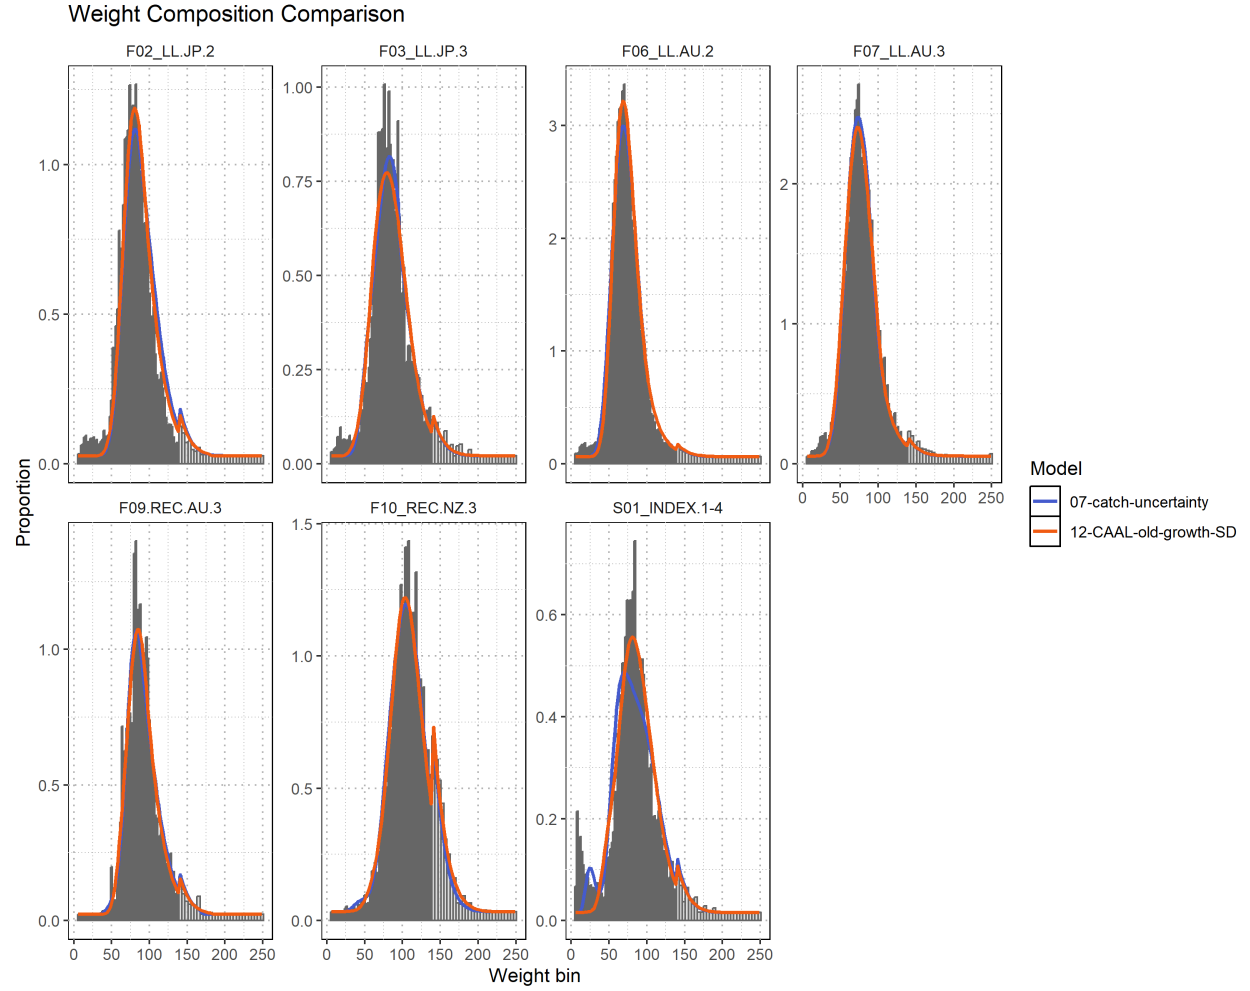 Weight Composition Comparison
F02_LL.JP.2
F03_LL.JP.3
F06_LL.AU.2
F07_LL.AU.3
1.0
0.5
0.0
1.00
0.75
0.50
0.25
0.00
3
2
1
0
2
1
0
0 50 100 150 200 250
Proportion
F09.REC.AU.3
F10_REC.NZ.3
S01_INDEX.1-4
1.0
0.5
0.0
1.5
1.0
0.5
0.0
0.6
0.4
0.2
0.0
0 50 100 150 200 250
0 50 100 150 200 250
0 50 100 150 200 250
Weight bin
Model
07-catch-uncertainty
12-CAAL-old-growth-SD